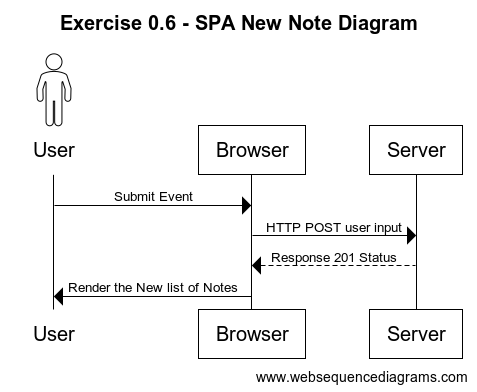 Exercise 0.6 - SPA New Note Diagram
User
Browser
Server
Submit Event
HTTP POST user input
Response 201 Status
Render the New list of Notes
User
Browser
Server
www.websequencediagrams.com